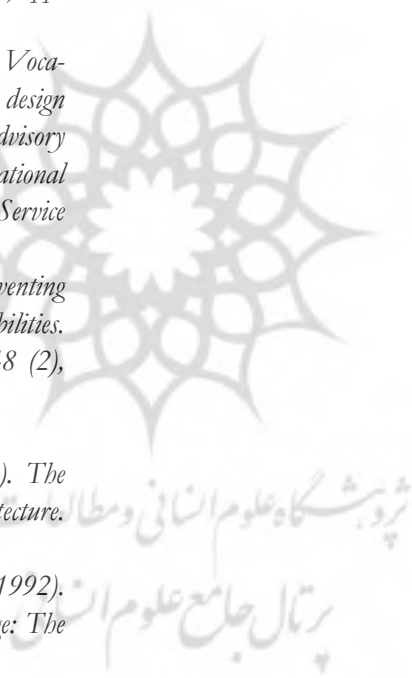 Voca-
design
dvisory
ational
Service
venting
bilities.
8 (2),
). The
پژوهشگاه علوم انسانی و مطالعات
tecture.
1992).
پرتال جامع علوم انسانی
e: The